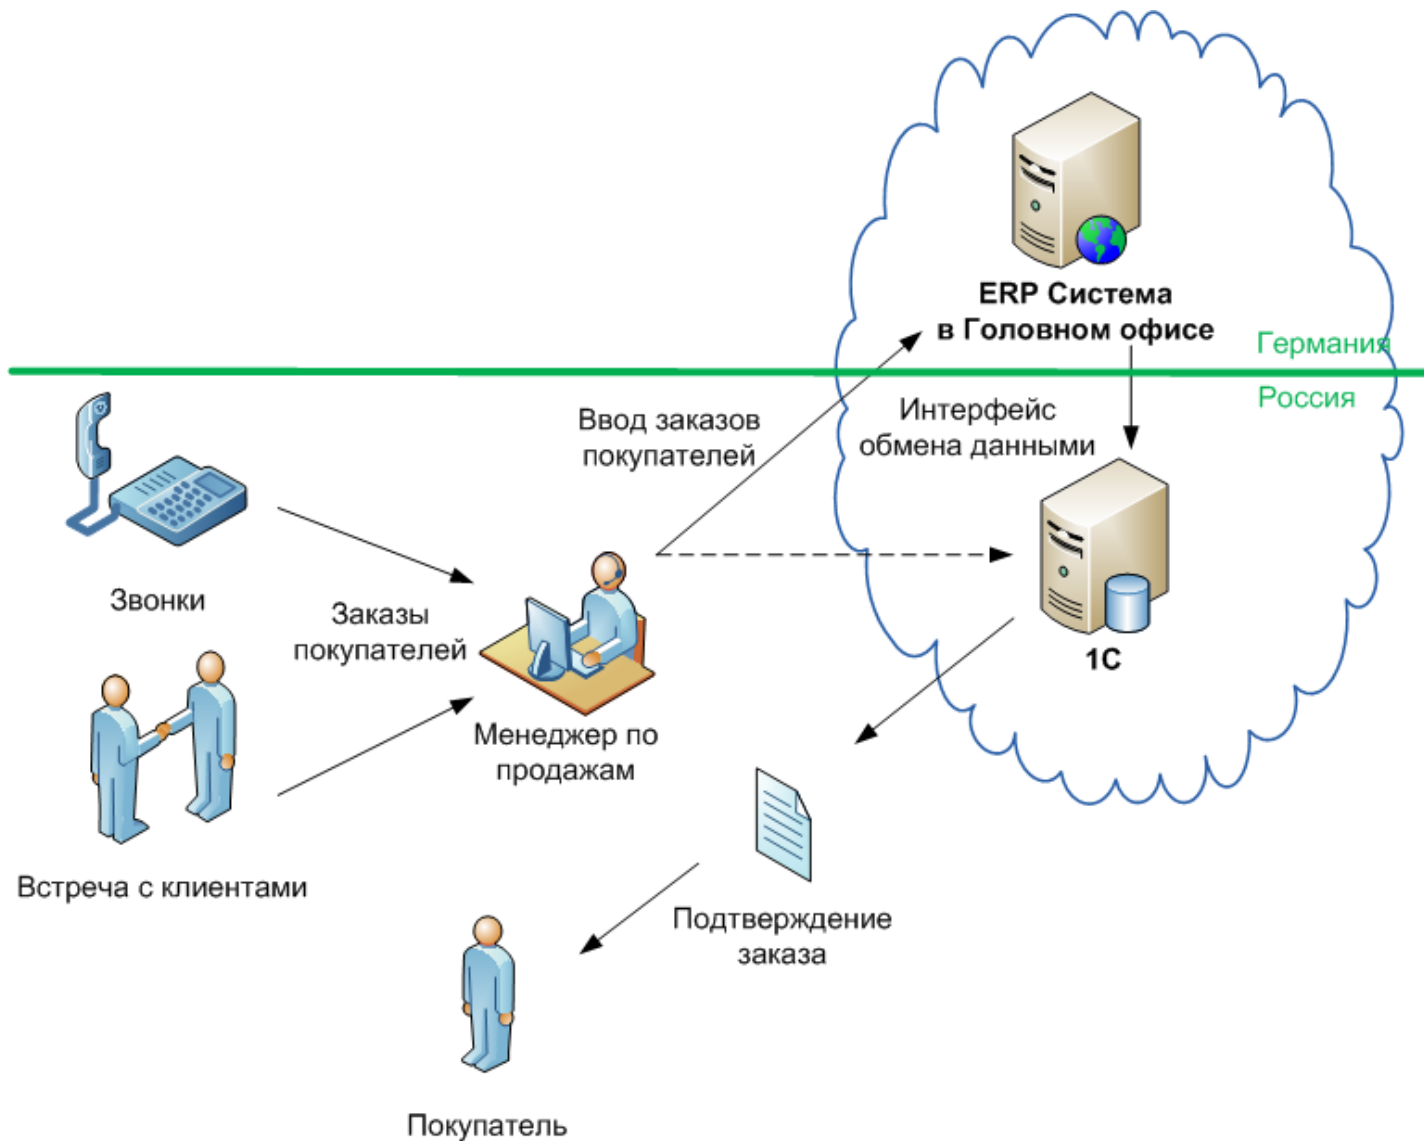 ERP Система
в Головном офисе
Германия
Россия
Ввод заказов
покупателей
Интерфейс
обмена данными
Звонки
Заказы
покупателей
1С
Менеджер по
продажам
Встреча с клиентами
Подтверждение
заказа
Покупатель